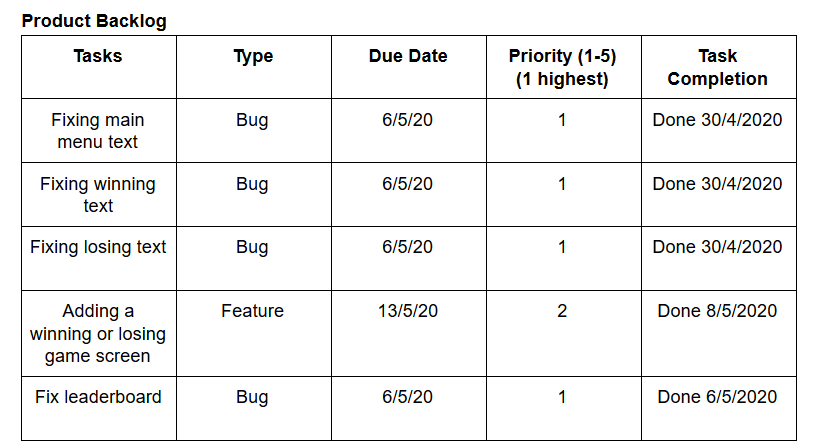 Product Backlog
Tasks Type Due Date Priority (1-5) Task
(1 highest) Completion
Fixing main Bug 6/5/20 1 Done 30/4/2020
menu text
Fixing winning Bug 6/5/20 1 Done 30/4/2020
text
Fixing losing text Bug 6/5/20 1 Done 30/4/2020
Adding a Feature 13/5/20 2 Done 8/5/2020
winning or losing
game screen
Fix leaderboard Bug 6/5/20 1 Done 6/5/2020